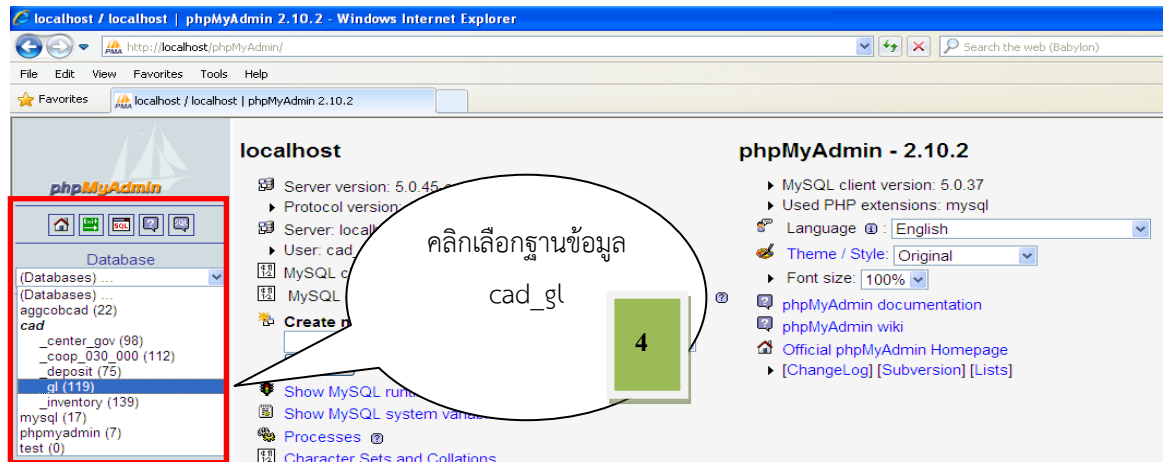 localhost / localhost | phpMyAdmin 2.10.2 - Windows Internet Explorer
http://localhost/phpMyAdmin/
Search the web (Babylon)
File Edit View Favorites Tools Help
Favorites
localhost / localhost | phpMyAdmin 2.10.2
phpMyAdmin
SQL
Database
(Databases) ...
(Databases) ...
aggcobcad (22)
cad
_center_gov (98)
_coop_030_000 (112)
_deposit (75)
_gl (119)
_inventory (139)
mysql (17)
phpmyadmin (7)
test (0)
localhost
Server version: 5.0.45
Protocol version:
Server:
User: cad_
MySQL
MySQL
Create
Show MySQL
Show MySQL system
Processes
Character Sets and Collations
คลิกเลือกฐานข้อมูล
cad_gl
4
phpMyAdmin - 2.10.2
MySQL client version: 5.0.37
Used PHP extensions: mysql
Language : English
Theme / Style: Original
Font size: 100%
phpMyAdmin documentation
phpMyAdmin wiki
Official phpMyAdmin Homepage
[ChangeLog] [Subversion] [Lists]